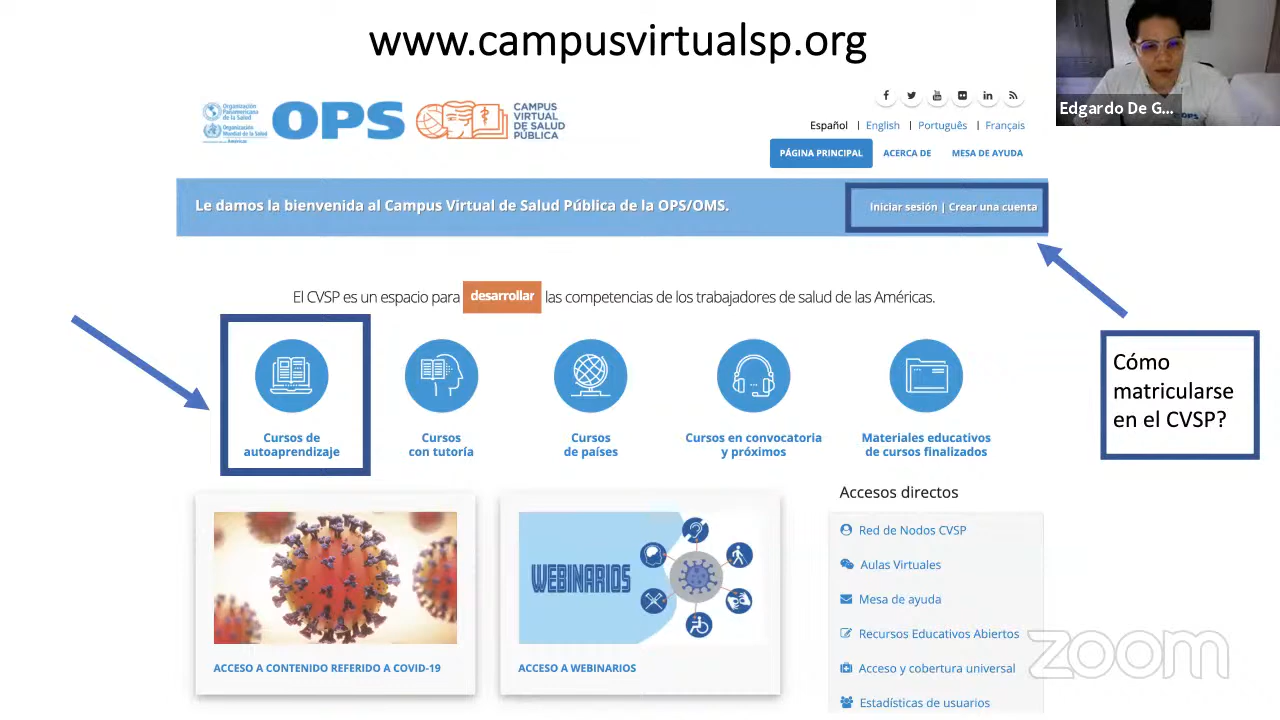 www.campusvirtualsp.org
Edgardo De G...
Organización
Panamericana
de la Salud
Organización
Mundial de la Salud
Américas
OPS
CAMPUS
VIRTUAL
DE SALUD
PÚBLICA
Español | English | Português | Français
PÁGINA PRINCIPAL ACERCA DE MESA DE AYUDA
Le damos la bienvenida al Campus Virtual de Salud Pública de la OPS/OMS.
Iniciar sesión | Crear una cuenta
El CVSP es un espacio para desarrollar las competencias de los trabajadores de salud de las Américas.
Cómo
matricularse
en el CVSP?
Cursos de
autoaprendizaje
Cursos
con tutoría
Cursos
de países
Cursos en convocatoria
y próximos
Materiales educativos
de cursos finalizados
WEBINARIOS
ACCESO A CONTENIDO REFERIDO A COVID-19
ACCESO A WEBINARIOS
Accesos directos
Red de Nodos CVSP
Aulas Virtuales
Mesa de ayuda
Recursos Educativos Abiertos
Acceso y cobertura universal
Estadísticas de usuarios
zoom